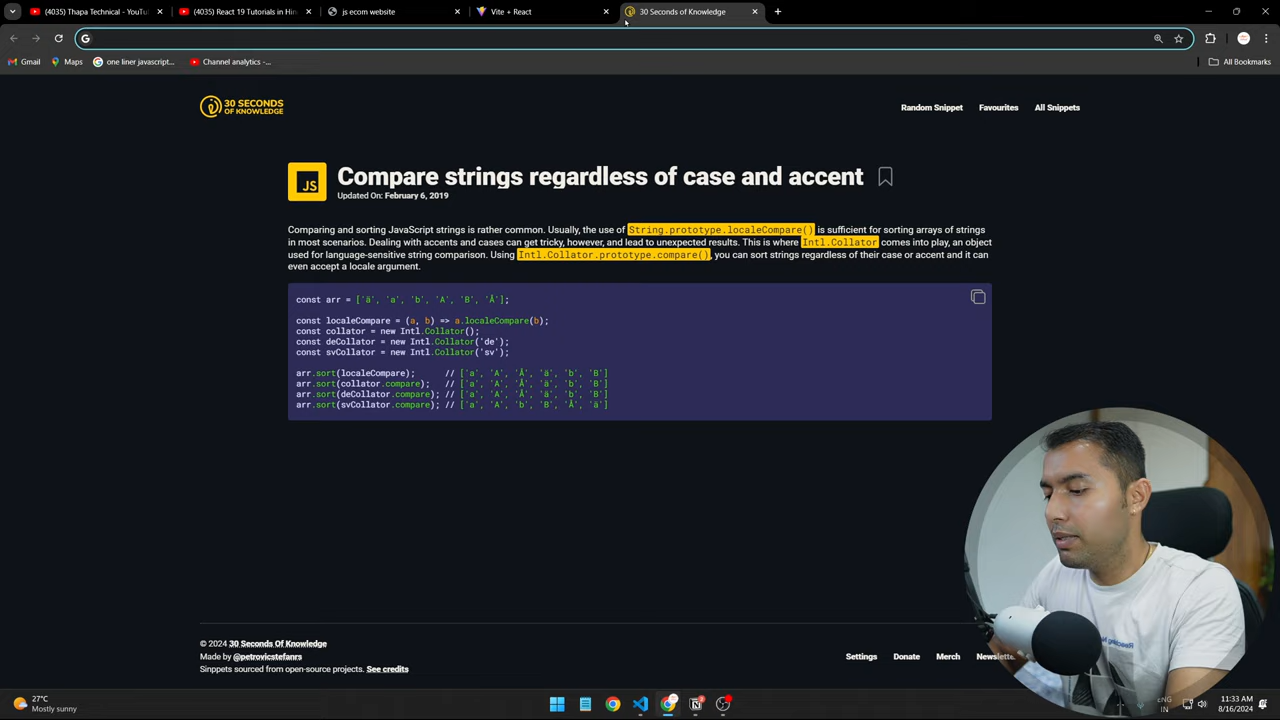 (4035) Thapa Technical - YouTu
(4035) React 19 Tutorials in Hin
js ecom website
Vite + React
30 Seconds of Knowledge
Gmail
Maps
one liner javascript...
Channel analytics -...
All Bookmarks
30 SECONDS
OF KNOWLEDGE
Random Snippet
Favourites
All Snippets
JS
Compare strings regardless of case and accent
Updated On: February 6, 2019
Comparing and sorting JavaScript strings is rather common. Usually, the use of String.prototype.localeCompare() is sufficient for sorting arrays of strings
in most scenarios. Dealing with accents and cases can get tricky, however, and lead to unexpected results. This is where Intl.Collator comes into play, an object
used for language-sensitive string comparison. Using Intl.Collator.prototype.compare(), you can sort strings regardless of their case or accent and it can
even accept a locale argument.
const arr = ['ä', 'a', 'b', 'A', 'B', 'Å'];
const localeCompare = (a, b) => a.localeCompare(b);
const collator = new Intl.Collator();
const deCollator = new Intl.Collator('de');
const svCollator = new Intl.Collator('sv');
arr.sort(localeCompare); // ['a', 'A', 'Å', 'ä', 'b', 'B']
arr.sort(collator.compare); // ['a', 'A', 'Å', 'ä', 'b', 'B']
arr.sort(deCollator.compare); // ['a', 'A', 'Å', 'ä', 'b', 'B']
arr.sort(svCollator.compare); // ['a', 'A', 'b', 'B', 'Å', 'ä']
© 2024 30 Seconds Of Knowledge
Made by @petrovicstefanrs
Sinppets sourced from open-source projects. See credits
Settings
Donate
Merch
Newslette
27°C
Mostly sunny
ENG
IN
11:33 AM
8/16/2024